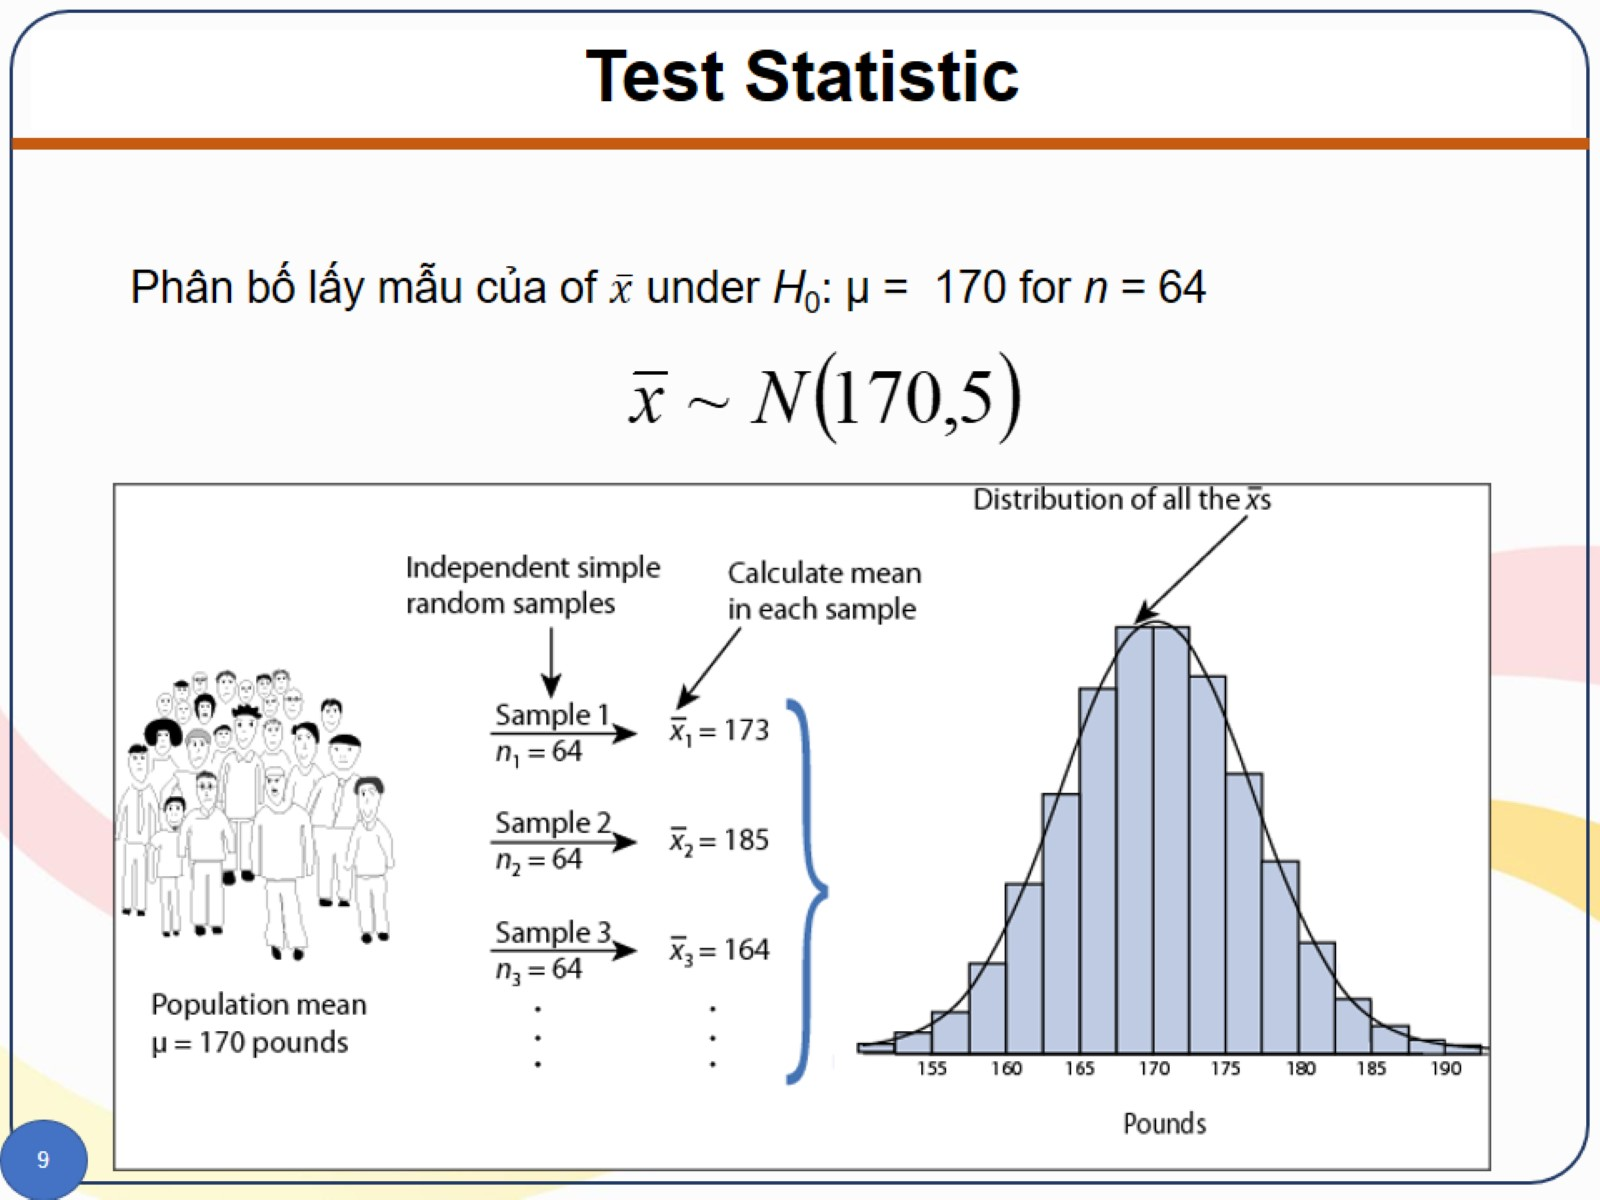 Test Statistic
Phân bố lấy mẫu của of x̄ under H₀: μ = 170 for n = 64
x̄ ~ N(170,5)
Distribution of all the x̄s
Independent simple
random samples
Calculate mean
in each sample
Sample 1
n₁ = 64
x̄₁ = 173
Sample 2
n₂ = 64
x̄₂ = 185
Sample 3
n₃ = 64
x̄₃ = 164
Population mean
μ = 170 pounds
155 160 165 170 175 180 185 190
Pounds
9